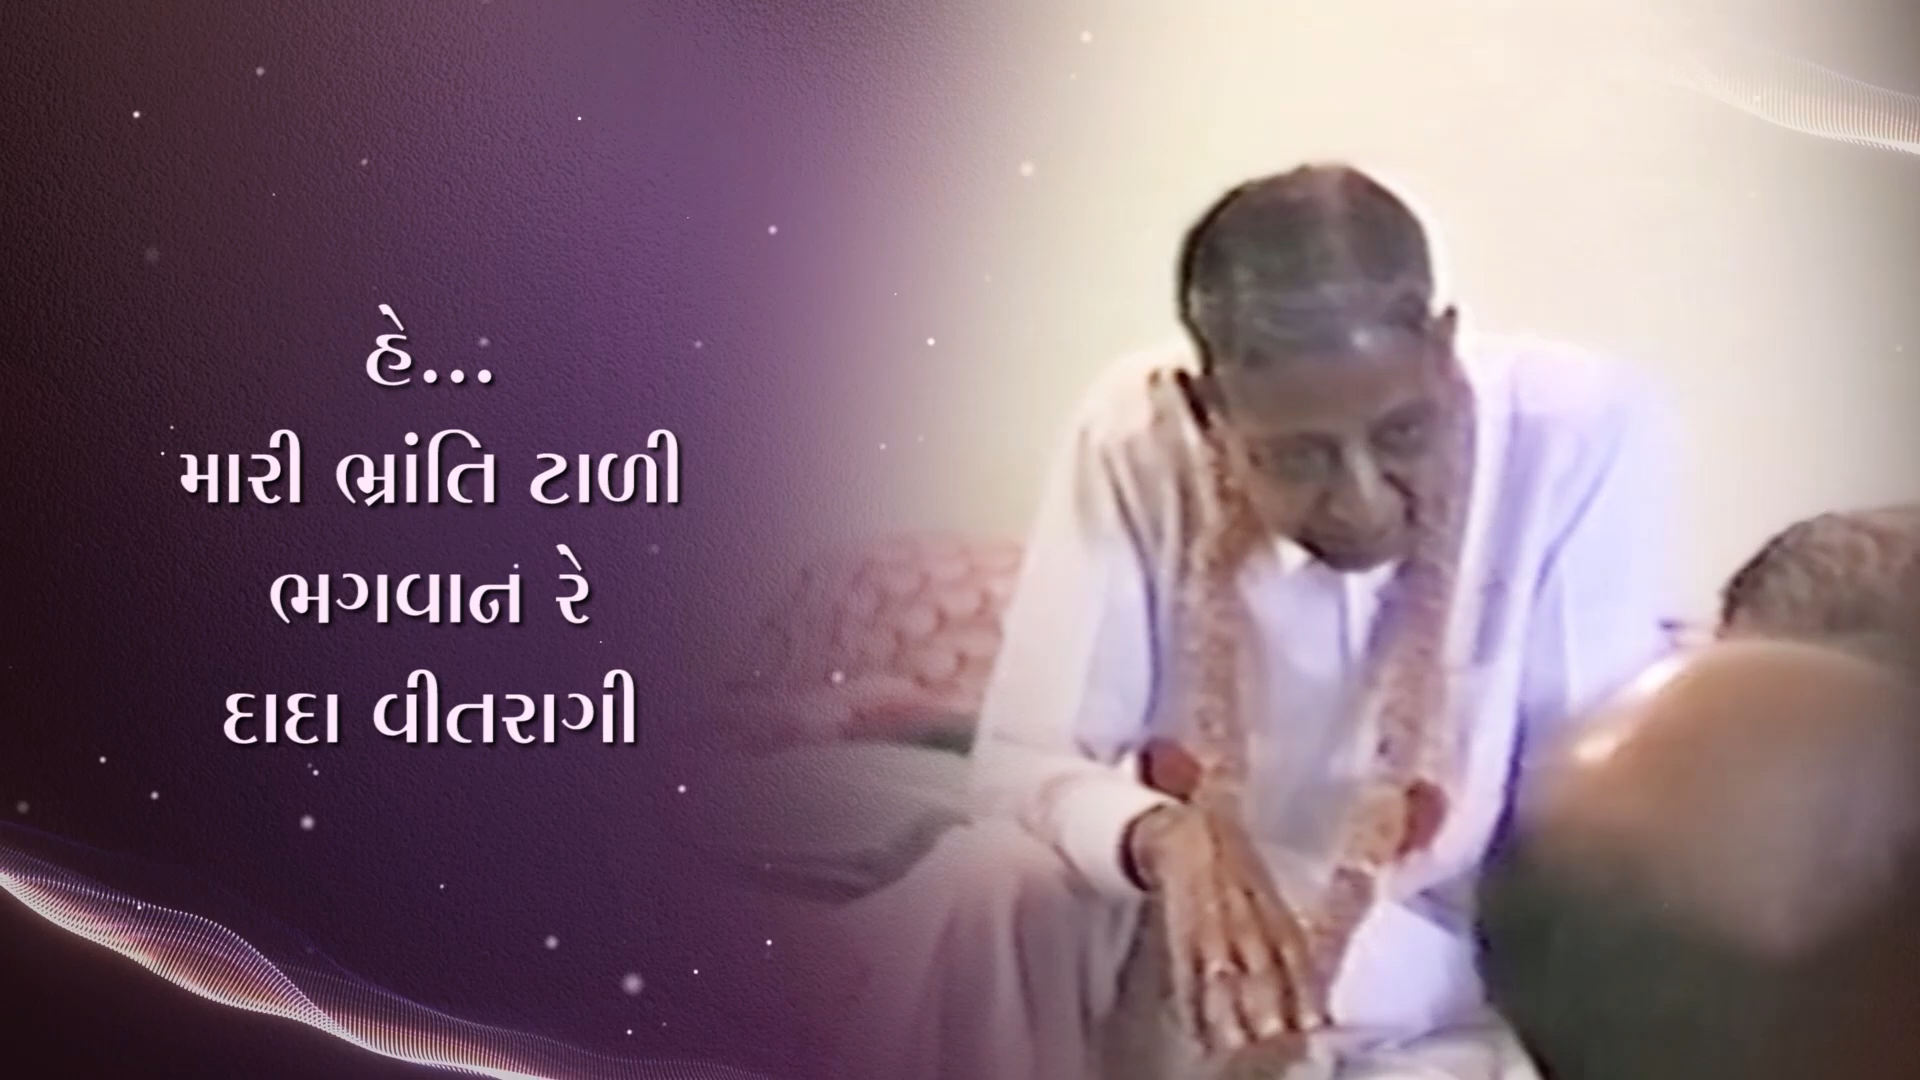 હે...
મારી ભ્રાંતિ ટાળી
ભગવાન રે
દાદા વીતરાગી